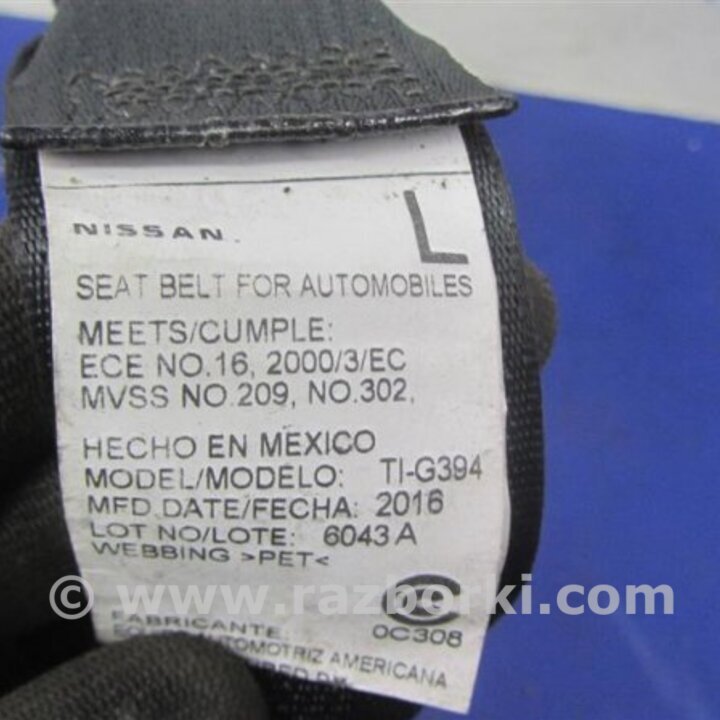 NISSAN.
L
SEAT BELT FOR AUTOMOBILES
MEETS/CUMPLE:
ECE NO.16, 2000/3/EC
MVSS NO.209, NO.302,
HECHO EN MEXICO
MODEL/MODELO: TI-G394
MFD.DATE/FECHA: 2016
LOT NO/LOTE: 6043 A
WEBBING >PET<
© www.razborki.com
0C308
FABRICANTE
AUTOMOTRIZ AMERICANA